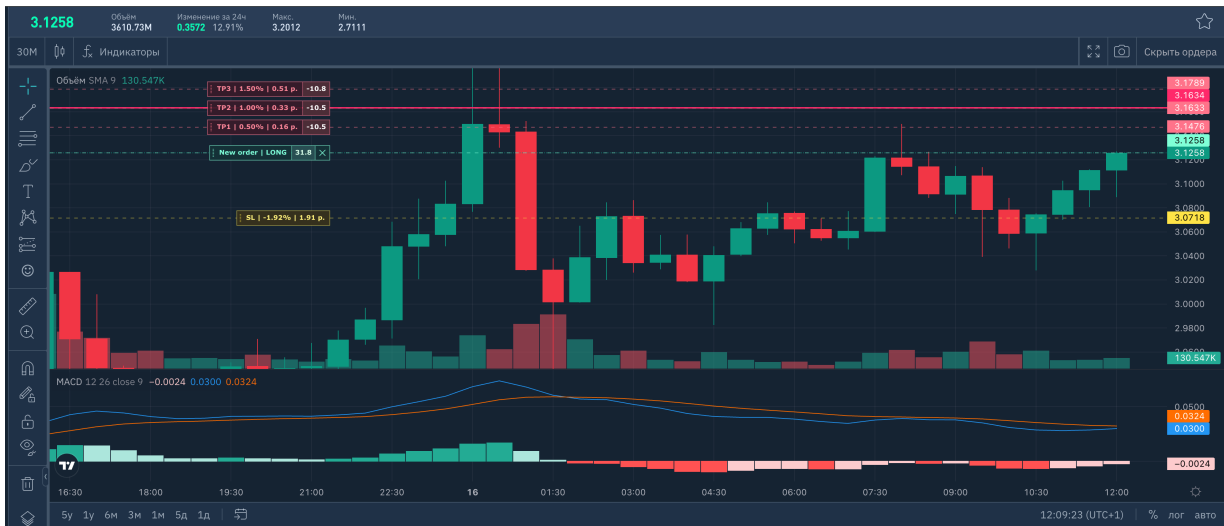 3.1258
Объём
3610.73M
Изменение за 24ч
0.3572 12.91%
Макс.
3.2012
Мин.
2.7111
30М
Индикаторы
Скрыть ордера
Объём SMA 9 130.547K
TP3 | 1.50% | 0.51 р. -10.8
TP2 | 1.00% | 0.33 р. -10.5
TP1 | 0.50% | 0.16 р. -10.5
New order | LONG 31.8
SL | -1.92% | 1.91 р.
3.1789
3.1634
3.1633
3.1476
3.1258
3.1258
3.1200
3.1000
3.0800
3.0718
3.0600
3.0400
3.0200
3.0000
2.9800
130.547K
MACD 12 26 close 9 −0.0024 0.0300 0.0324
0.0500
0.0324
0.0300
−0.0024
16:30 18:00 19:30 21:00 22:30 16 01:30 03:00 04:30 06:00 07:30 09:00 10:30 12:00
5y 1y 6м 3м 1м 5д 1д
12:09:23 (UTC+1) % лог авто